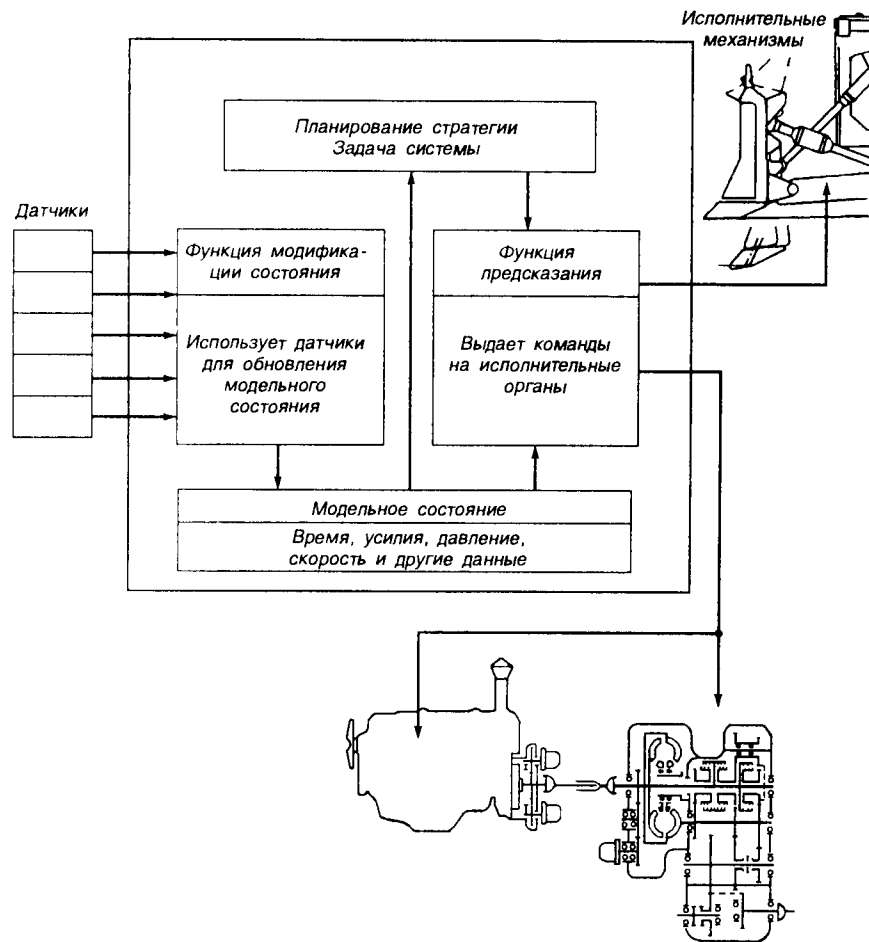 Исполнительные
механизмы
Планирование стратегии
Задача системы
Датчики
Функция модифика-
ции состояния
Использует датчики
для обновления
модельного
состояния
Функция
предсказания
Выдает команды
на исполнительные
органы
Модельное состояние
Время, усилия, давление,
скорость и другие данные